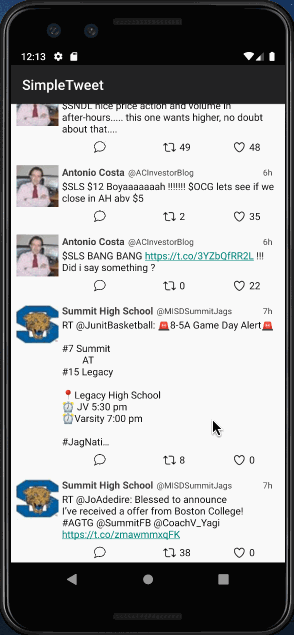 12:13
SimpleTweet
$SNDL nice price action and volume in
after-hours..... this one wants higher, no doubt
about that....
49
48
Antonio Costa @ACInvestorBlog 6h
$SLS $12 Boyaaaaaaah !!!!!!! $OCG lets see if we
close in AH abv $5
2
35
Antonio Costa @ACInvestorBlog 6h
$SLS BANG BANG https://t.co/3YZbQfRR2L !!!
Did i say something ?
0
22
Summit High School @MISDSummitJags 7h
RT @JunitBasketball: 🚨8-5A Game Day Alert🚨
#7 Summit
AT
#15 Legacy
📍Legacy High School
⏰ JV 5:30 pm
⏰Varsity 7:00 pm
#JagNati…
8
0
Summit High School @MISDSummitJags 7h
RT @JoAdedire: Blessed to announce
I've received a offer from Boston College!
#AGTG @SummitFB @CoachV_Yagi
https://t.co/zmawmmxqFK
38
0